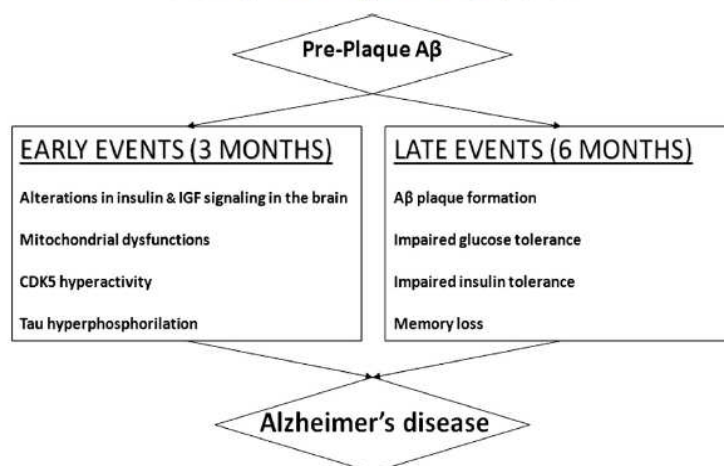 Pre-Plaque Aβ
EARLY EVENTS (3 MONTHS)
Alterations in insulin & IGF signaling in the brain
Mitochondrial dysfunctions
CDK5 hyperactivity
Tau hyperphosphorilation
LATE EVENTS (6 MONTHS)
Aβ plaque formation
Impaired glucose tolerance
Impaired insulin tolerance
Memory loss
Alzheimer's disease